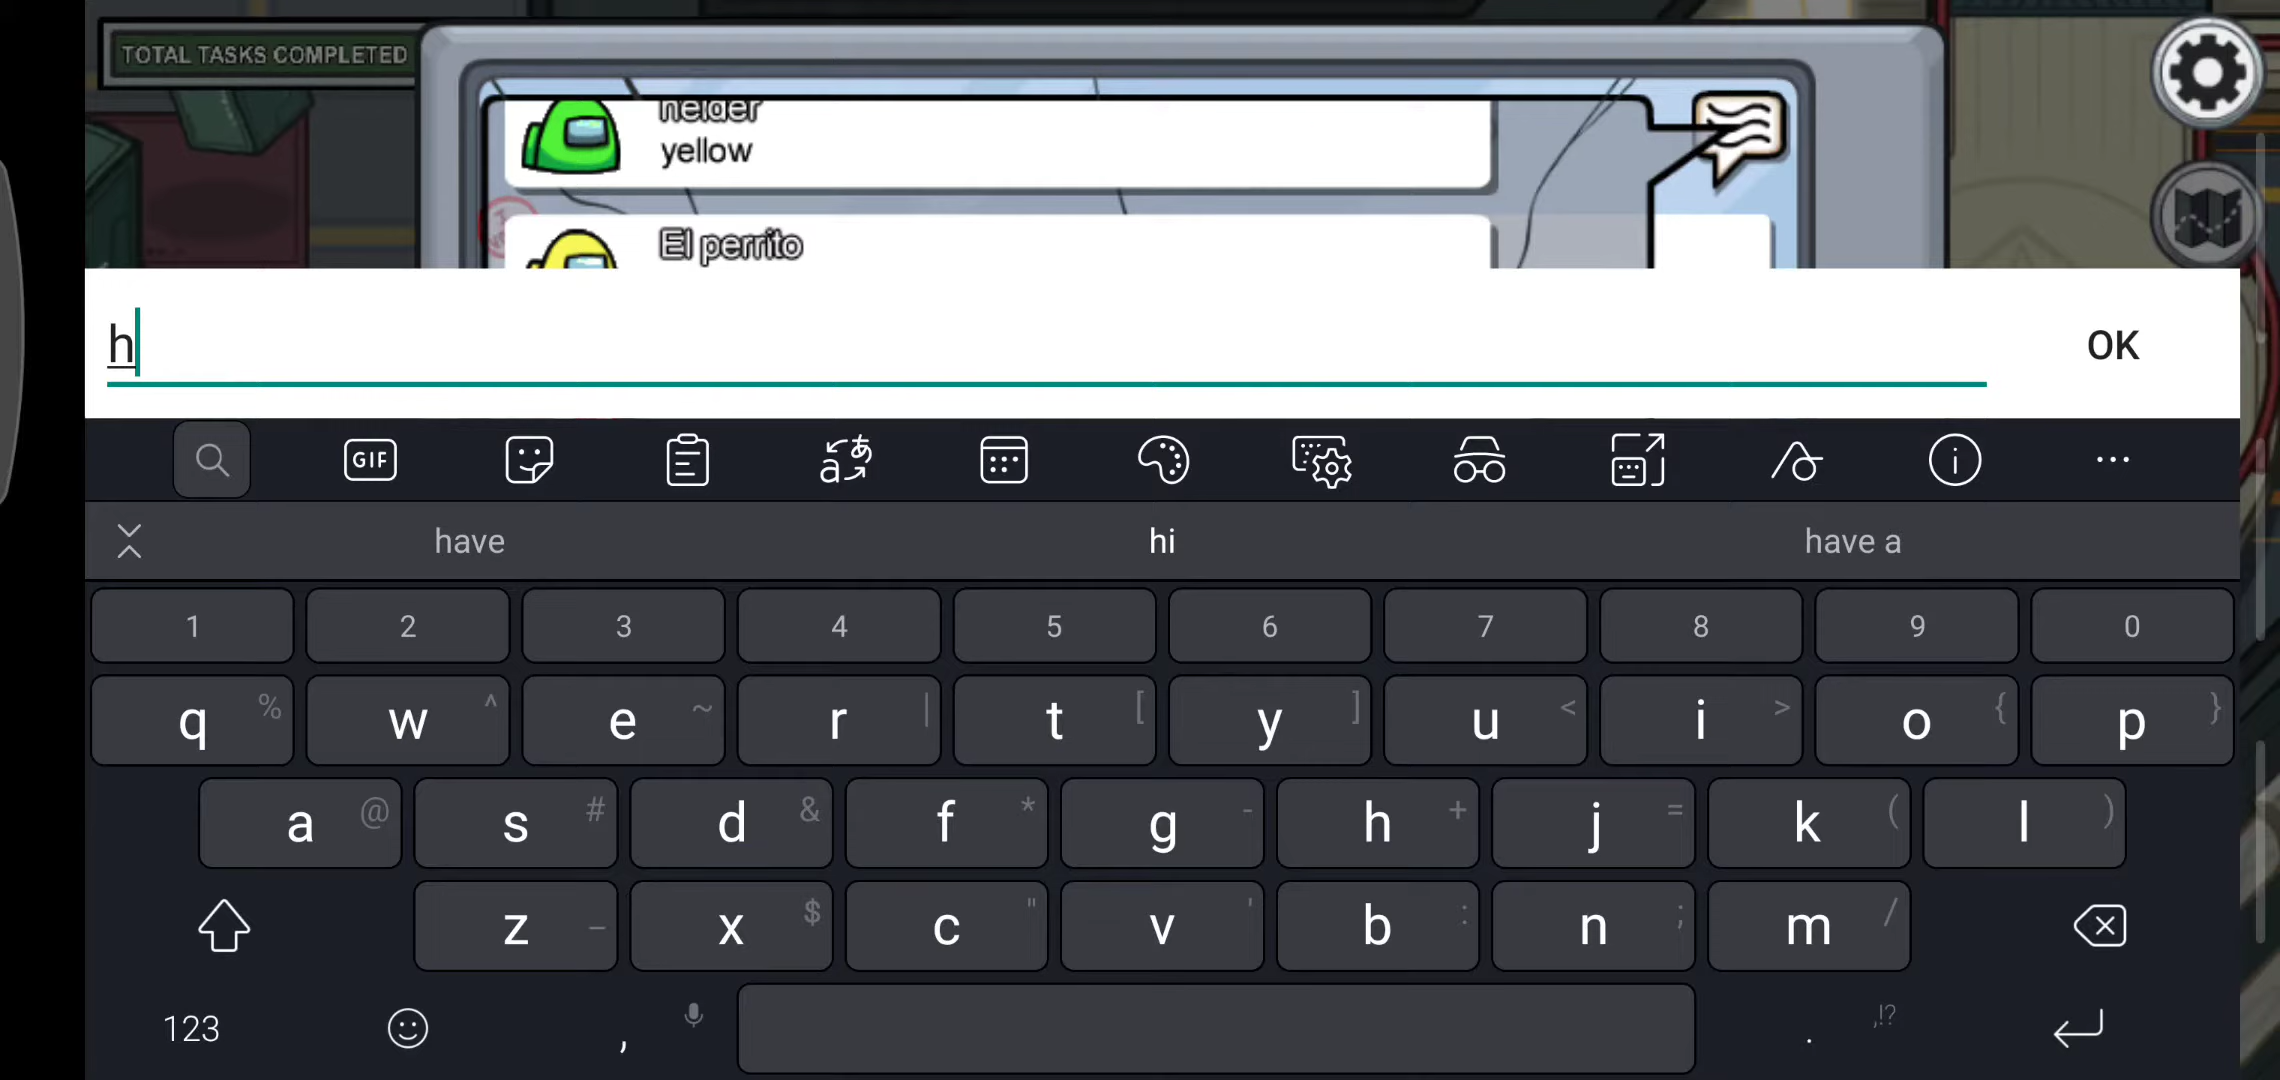 TOTAL TASKS COMPLETED
helder
yellow
El perrito
h
OK
GIF
have
hi
have a
1 2 3 4 5 6 7 8 9 0
q % w ^ e ~ r | t [ y ] u < i > o { p }
a @ s # d & f * g - h + j = k ( l )
z _ x $ c " v ' b : n ; m /
123 , . ,!?